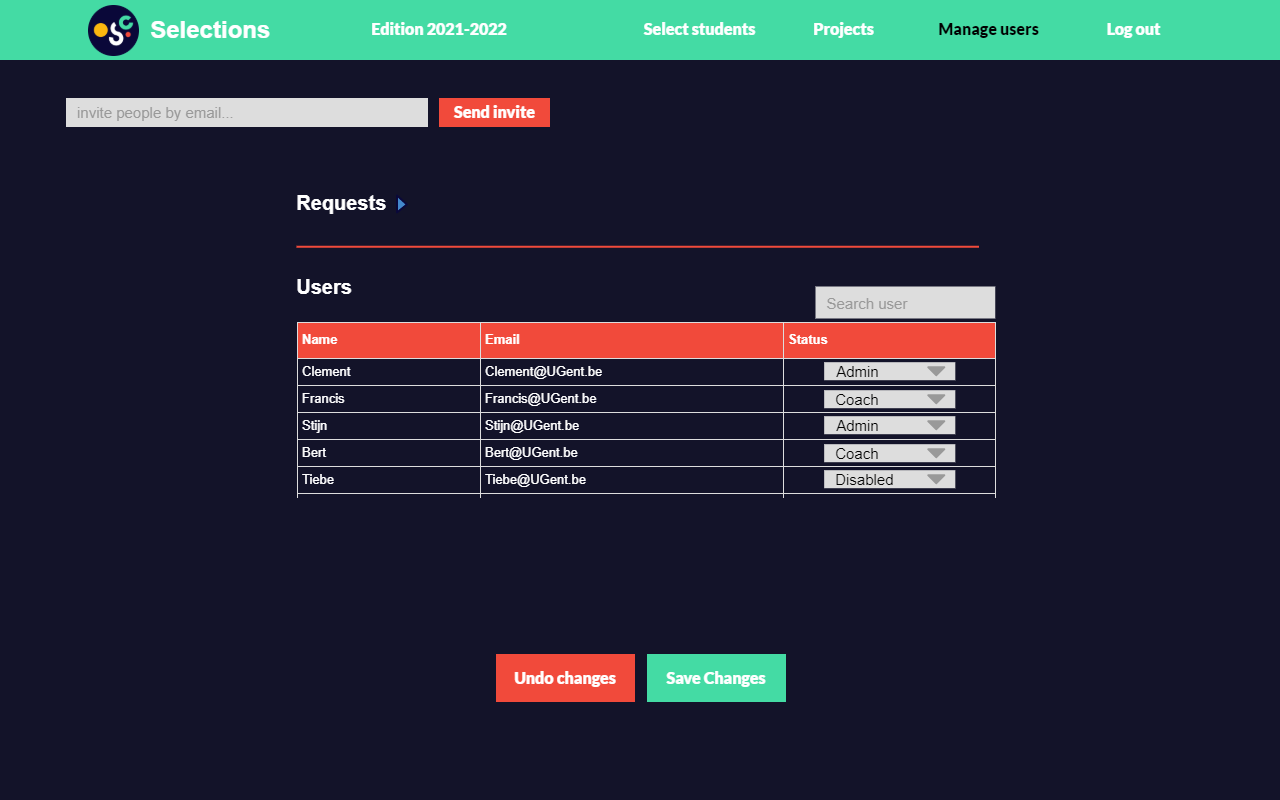 Selections Edition 2021-2022 Select students Projects Manage users Log out
invite people by email... Send invite
Requests
Users
Search user
Name Email Status
Clement Clement@UGent.be Admin
Francis Francis@UGent.be Coach
Stijn Stijn@UGent.be Admin
Bert Bert@UGent.be Coach
Tiebe Tiebe@UGent.be Disabled
Undo changes Save Changes